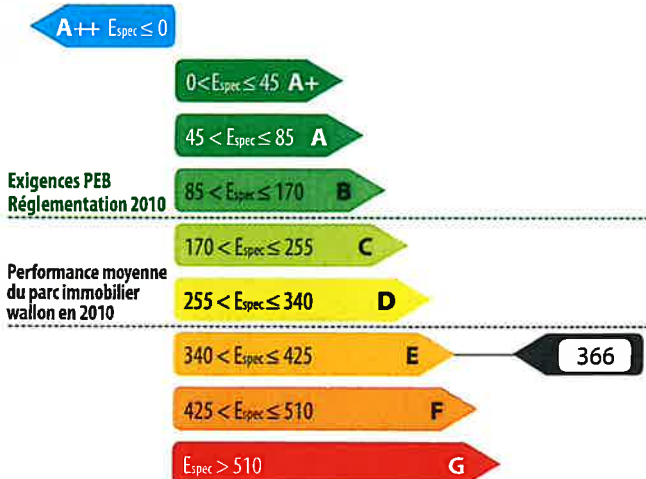 A++ Espec ≤ 0
0 < Espec ≤ 45 A+
45 < Espec ≤ 85 A
Exigences PEB
Réglementation 2010
85 < Espec ≤ 170 B
170 < Espec ≤ 255 C
Performance moyenne
du parc immobilier
wallon en 2010
255 < Espec ≤ 340 D
340 < Espec ≤ 425 E
366
425 < Espec ≤ 510 F
Espec > 510 G